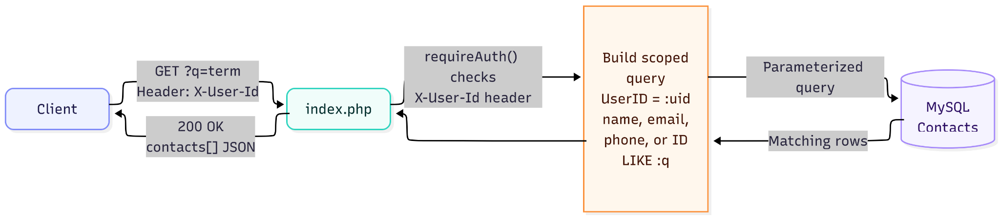 Client
GET ?q=term
Header: X-User-Id
200 OK
contacts[] JSON
index.php
requireAuth()
checks
X-User-Id header
Build scoped
query
UserID = :uid
name, email,
phone, or ID
LIKE :q
Parameterized
query
Matching rows
MySQL
Contacts